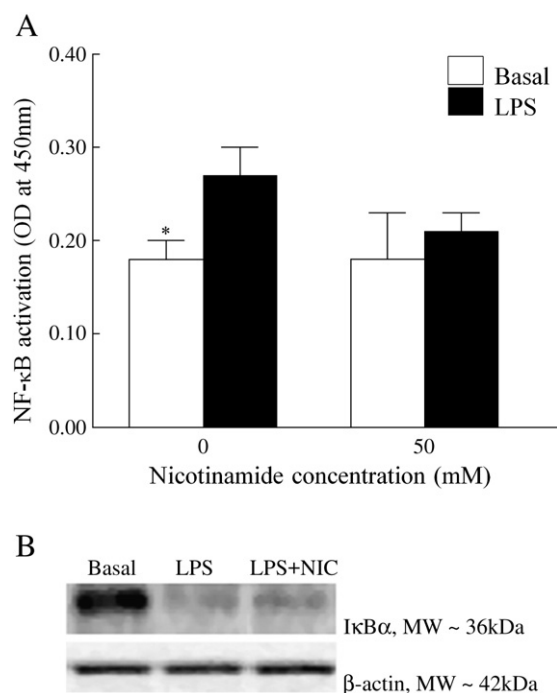 A
0.40
0.30
0.20
0.10
0.00
NF-κB activation (OD at 450nm)
Basal
LPS
*
0
50
Nicotinamide concentration (mM)
B
Basal LPS LPS+NIC
IκBα, MW ~ 36kDa
β-actin, MW ~ 42kDa